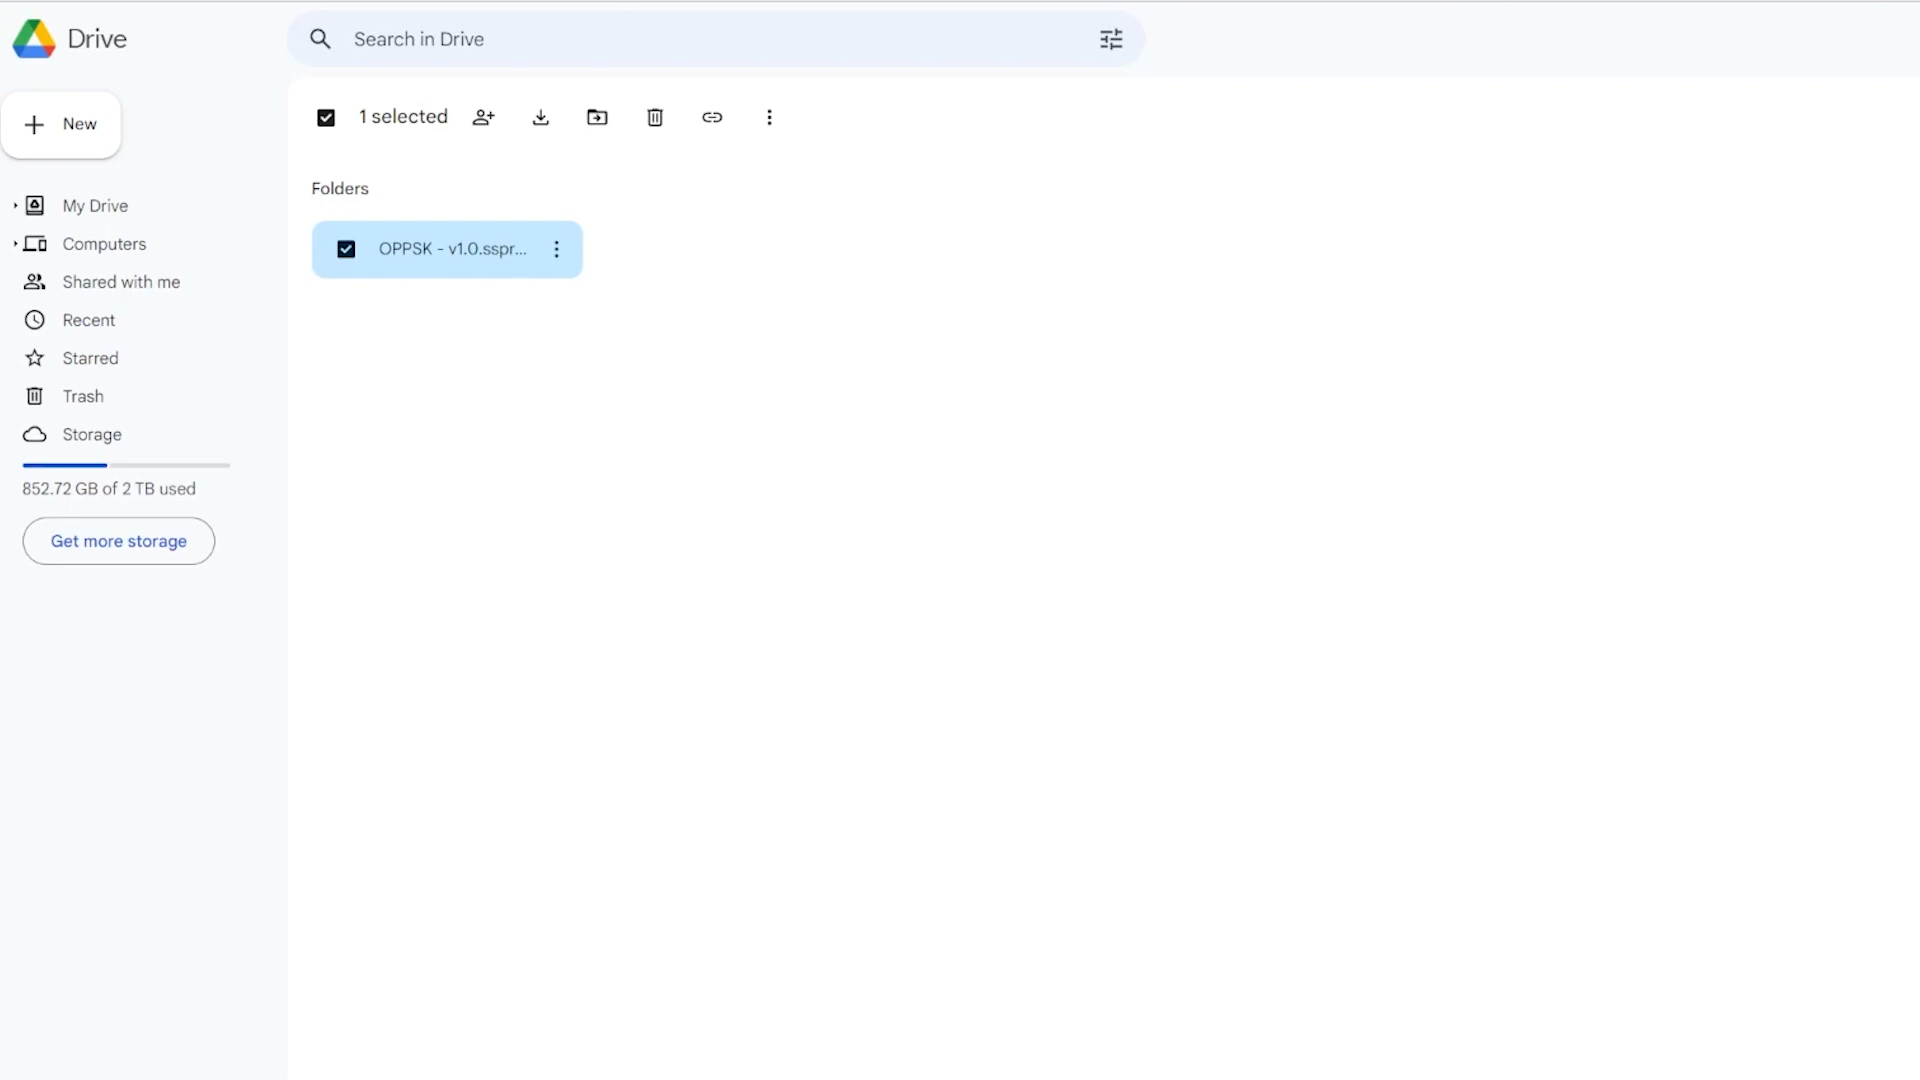 Drive
Search in Drive
New
1 selected
Folders
My Drive
OPPSK - v1.0.sspr...
Computers
Shared with me
Recent
Starred
Trash
Storage
852.72 GB of 2 TB used
Get more storage